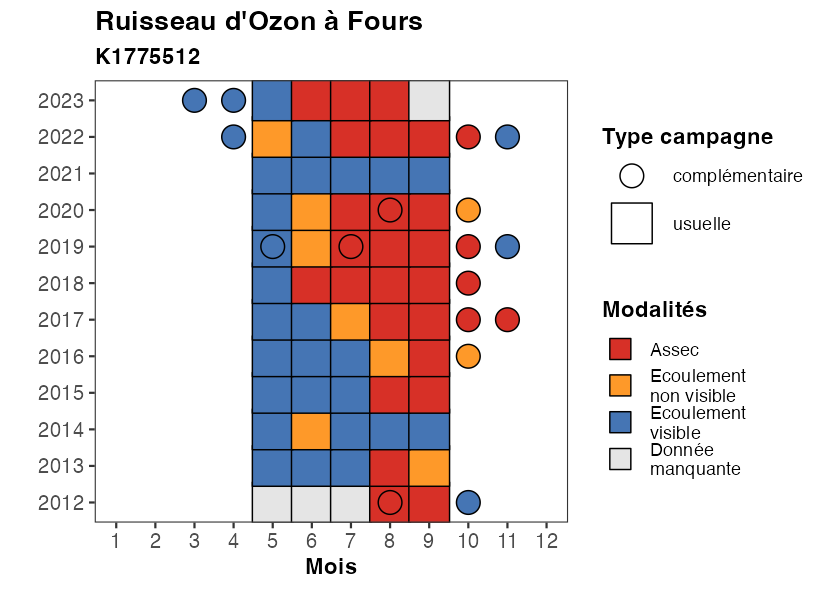 Ruisseau d'Ozon à Fours
K1775512
2023
2022
2021
2020
2019
2018
2017
2016
2015
2014
2013
2012
1 2 3 4 5 6 7 8 9 10 11 12
Mois
Type campagne
complémentaire
usuelle
Modalités
Assec
Ecoulement
non visible
Ecoulement
visible
Donnée
manquante